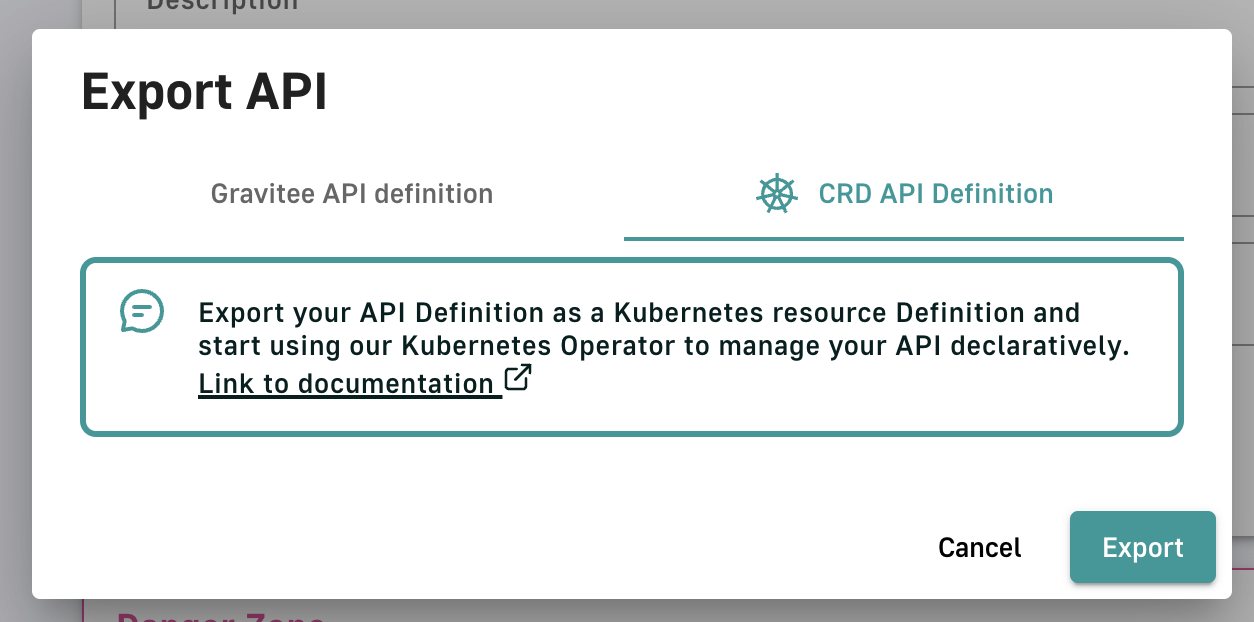 Description
Export API
Gravitee API definition
CRD API Definition
Export your API Definition as a Kubernetes resource Definition and
start using our Kubernetes Operator to manage your API declaratively.
Link to documentation
Cancel
Export
Danger Zone